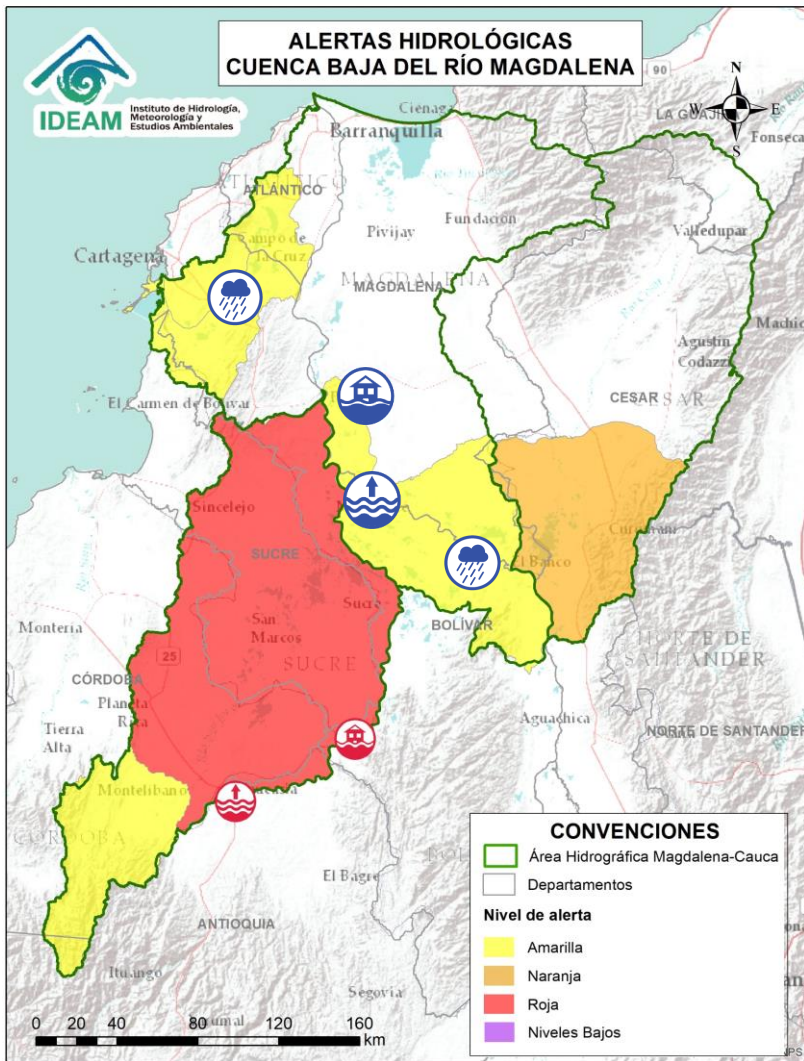 ALERTAS HIDROLÓGICAS
CUENCA BAJA DEL RÍO MAGDALENA
IDEAM
Instituto de Hidrología,
Meteorología y
Estudios Ambientales
N
W
E
S
90
Ciénaga
LA GUAJIRA
Barranquilla
Fonseca
ATLÁNTICO
Campo de
la Cruz
Pivijay
Fundación
Valledupar
Cartagena
MAGDALENA
MAGDALENA
Agustín
Codazzi
El Carmen de Bolívar
CESAR
CESAR
Sincelejo
SUCRE
El Banco
Sucre
San
Marcos
BOLÍVAR
Montería
SUCRE
NORTE DE
SANTANDER
25
CÓRDOBA
Planeta
Rica
Aguachica
Tierra
Alta
NORTE DE SANTANDER
Montelíbano
CÓRDOBA
El Bagre
ANTIOQUIA
Ituango
Segovia
0 20 40 80 120 160
km
CONVENCIONES
Área Hidrográfica Magdalena-Cauca
Departamentos
Nivel de alerta
Amarilla
Naranja
Roja
Niveles Bajos